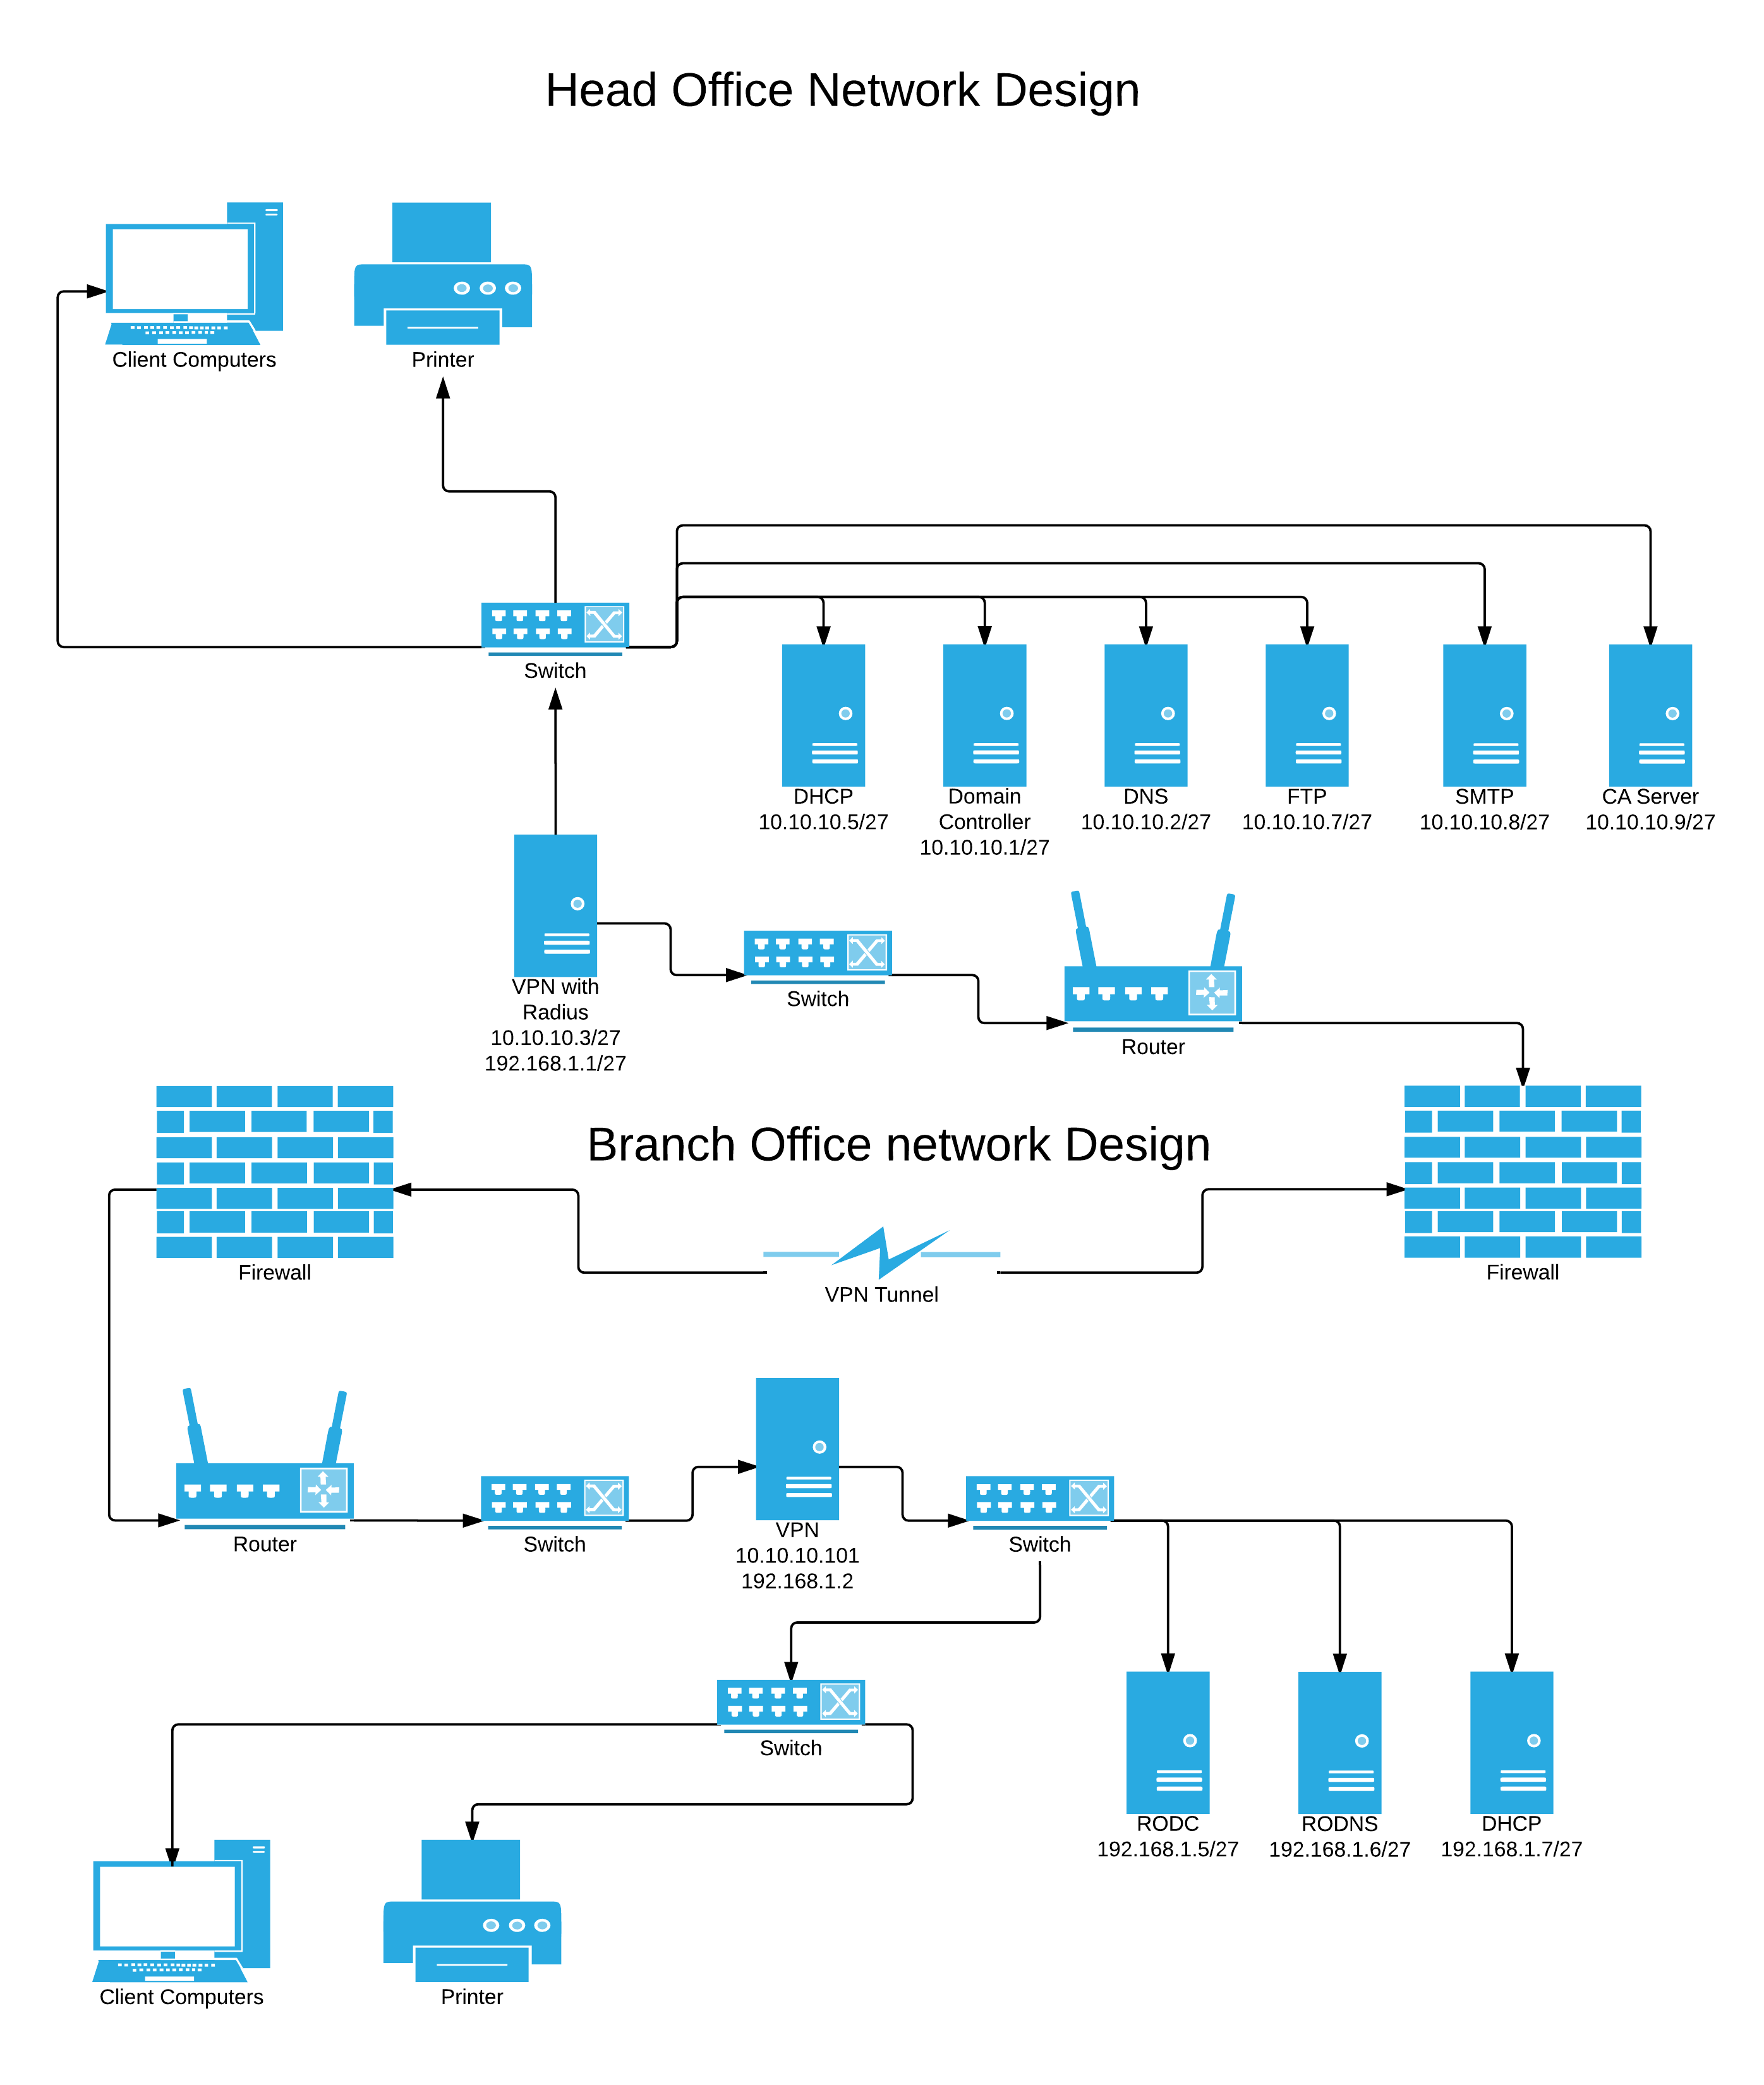 Head Office Network Design
Client Computers
Printer
Switch
DHCP
10.10.10.5/27
Domain
Controller
10.10.10.1/27
DNS
10.10.10.2/27
FTP
10.10.10.7/27
SMTP
10.10.10.8/27
CA Server
10.10.10.9/27
VPN with
Radius
10.10.10.3/27
192.168.1.1/27
Switch
Router
Branch Office network Design
Firewall
VPN Tunnel
Firewall
Router
Switch
VPN
10.10.10.101
192.168.1.2
Switch
Switch
RODC
192.168.1.5/27
RODNS
192.168.1.6/27
DHCP
192.168.1.7/27
Client Computers
Printer